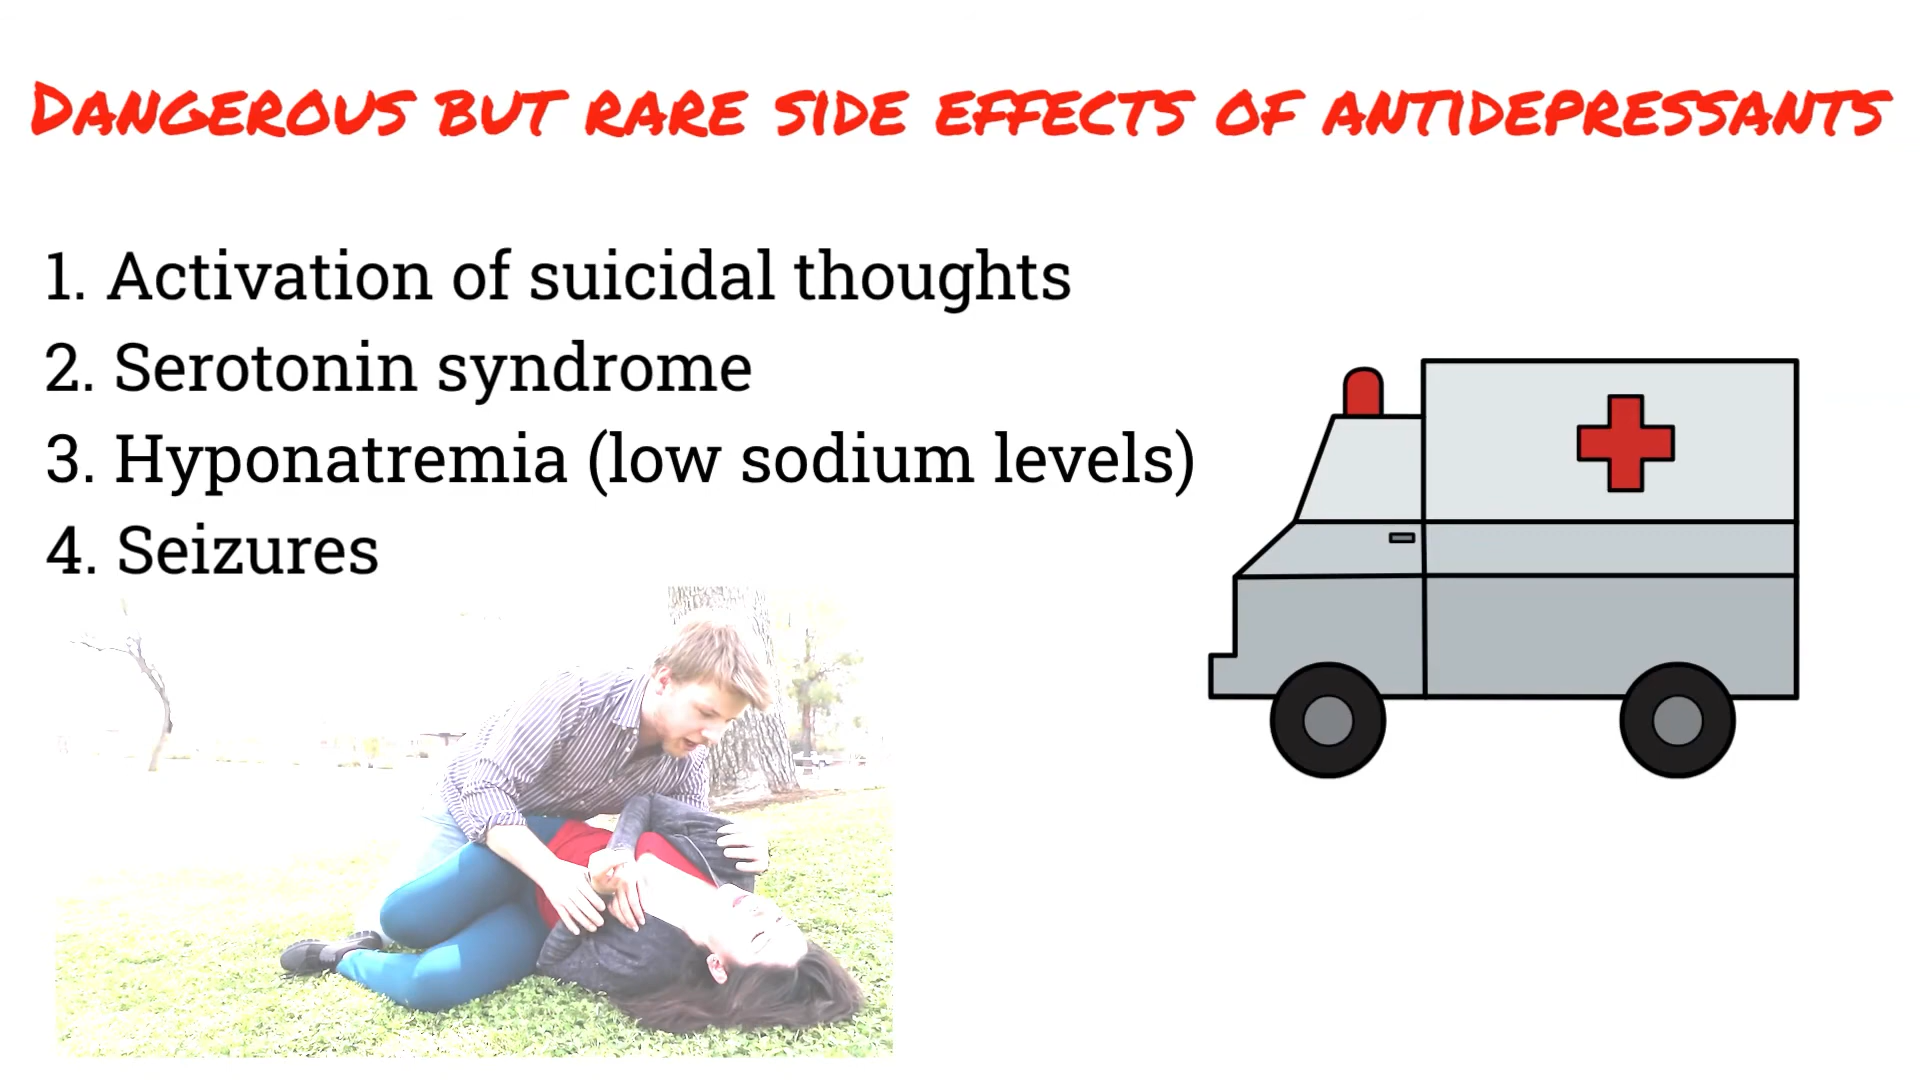 Dangerous but rare side effects of antidepressants
1. Activation of suicidal thoughts
2. Serotonin syndrome
3. Hyponatremia (low sodium levels)
4. Seizures